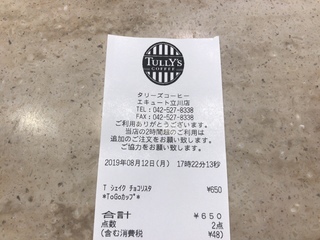 TULLY'S
COFFEE
タリーズコーヒー
エキュート立川店
TEL: 042-527-8338
FAX: 042-527-8338
ご利用ありがとうございます。
当店の2時間超のご利用は
追加のご注文をお願い致します。
ご協力をお願い致します。
2019年08月12日(月) 17時22分13秒
T シェイク チョコリスタ ¥650
*ToGoカップ*
合計 ¥650
点数 2点
(含む消費税 ¥48)